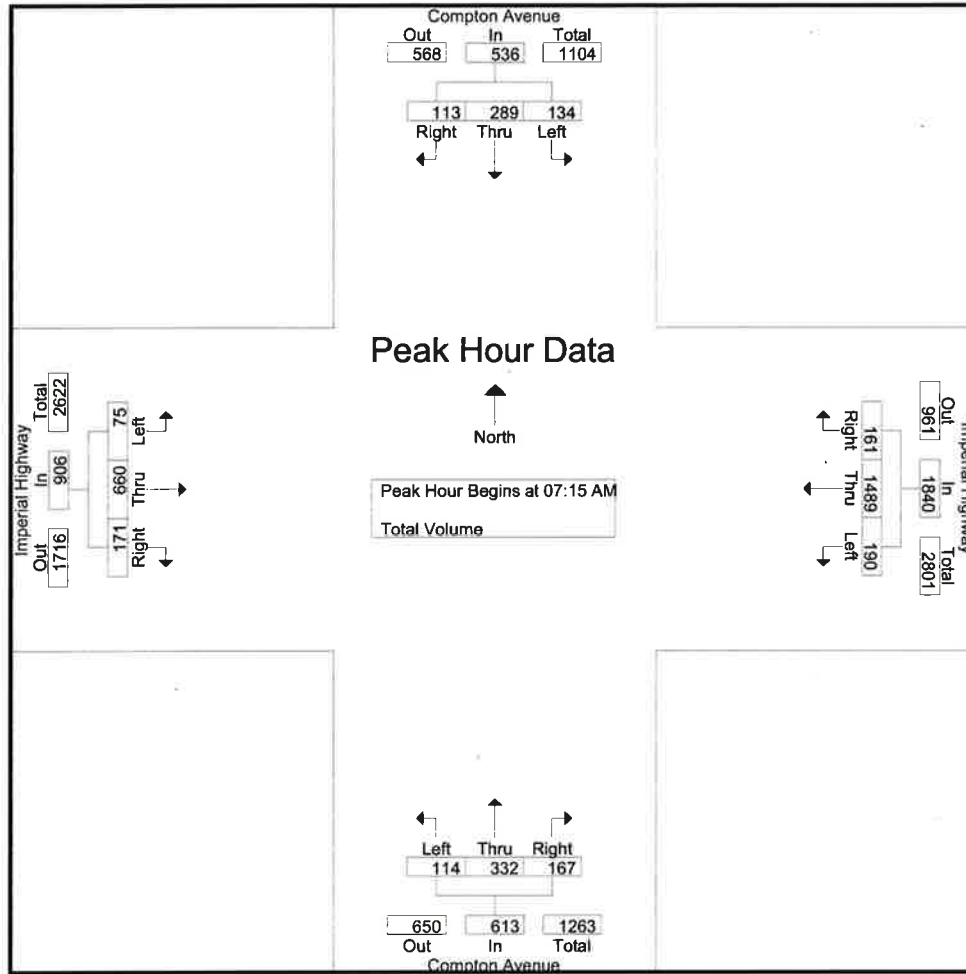 Compton Avenue
Out In Total
568 536 1104
113 289 134
Right Thru Left
Peak Hour Data
North
Peak Hour Begins at 07:15 AM
Total Volume
Imperial Highway
Total In Out
2622 906 1716
75 660 171
Left Thru Right
Right Thru Left
161 1489 190
961 1840 2801
Out In Total
Imperial Highway
Left Thru Right
114 332 167
650 613 1263
Out In Total
Compton Avenue